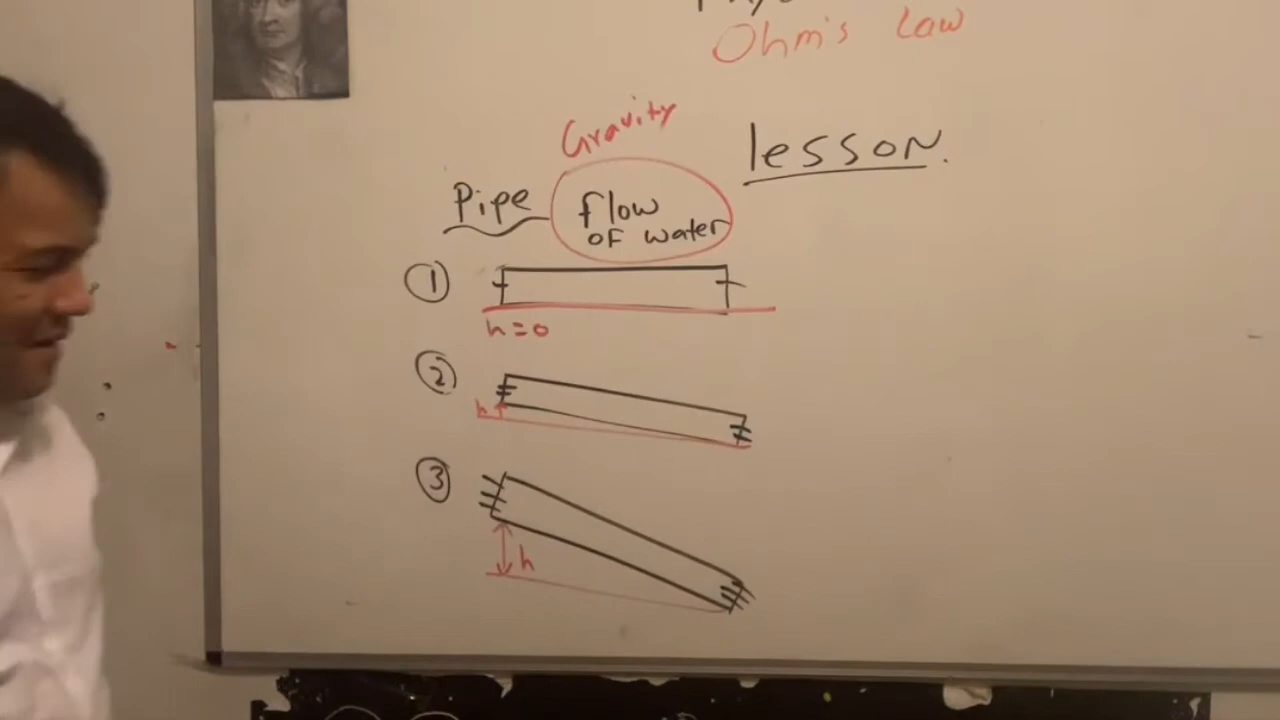 Ohm's Law
Gravity
lesson.
Pipe flow
OF water
1
h=0
2
h
3
h